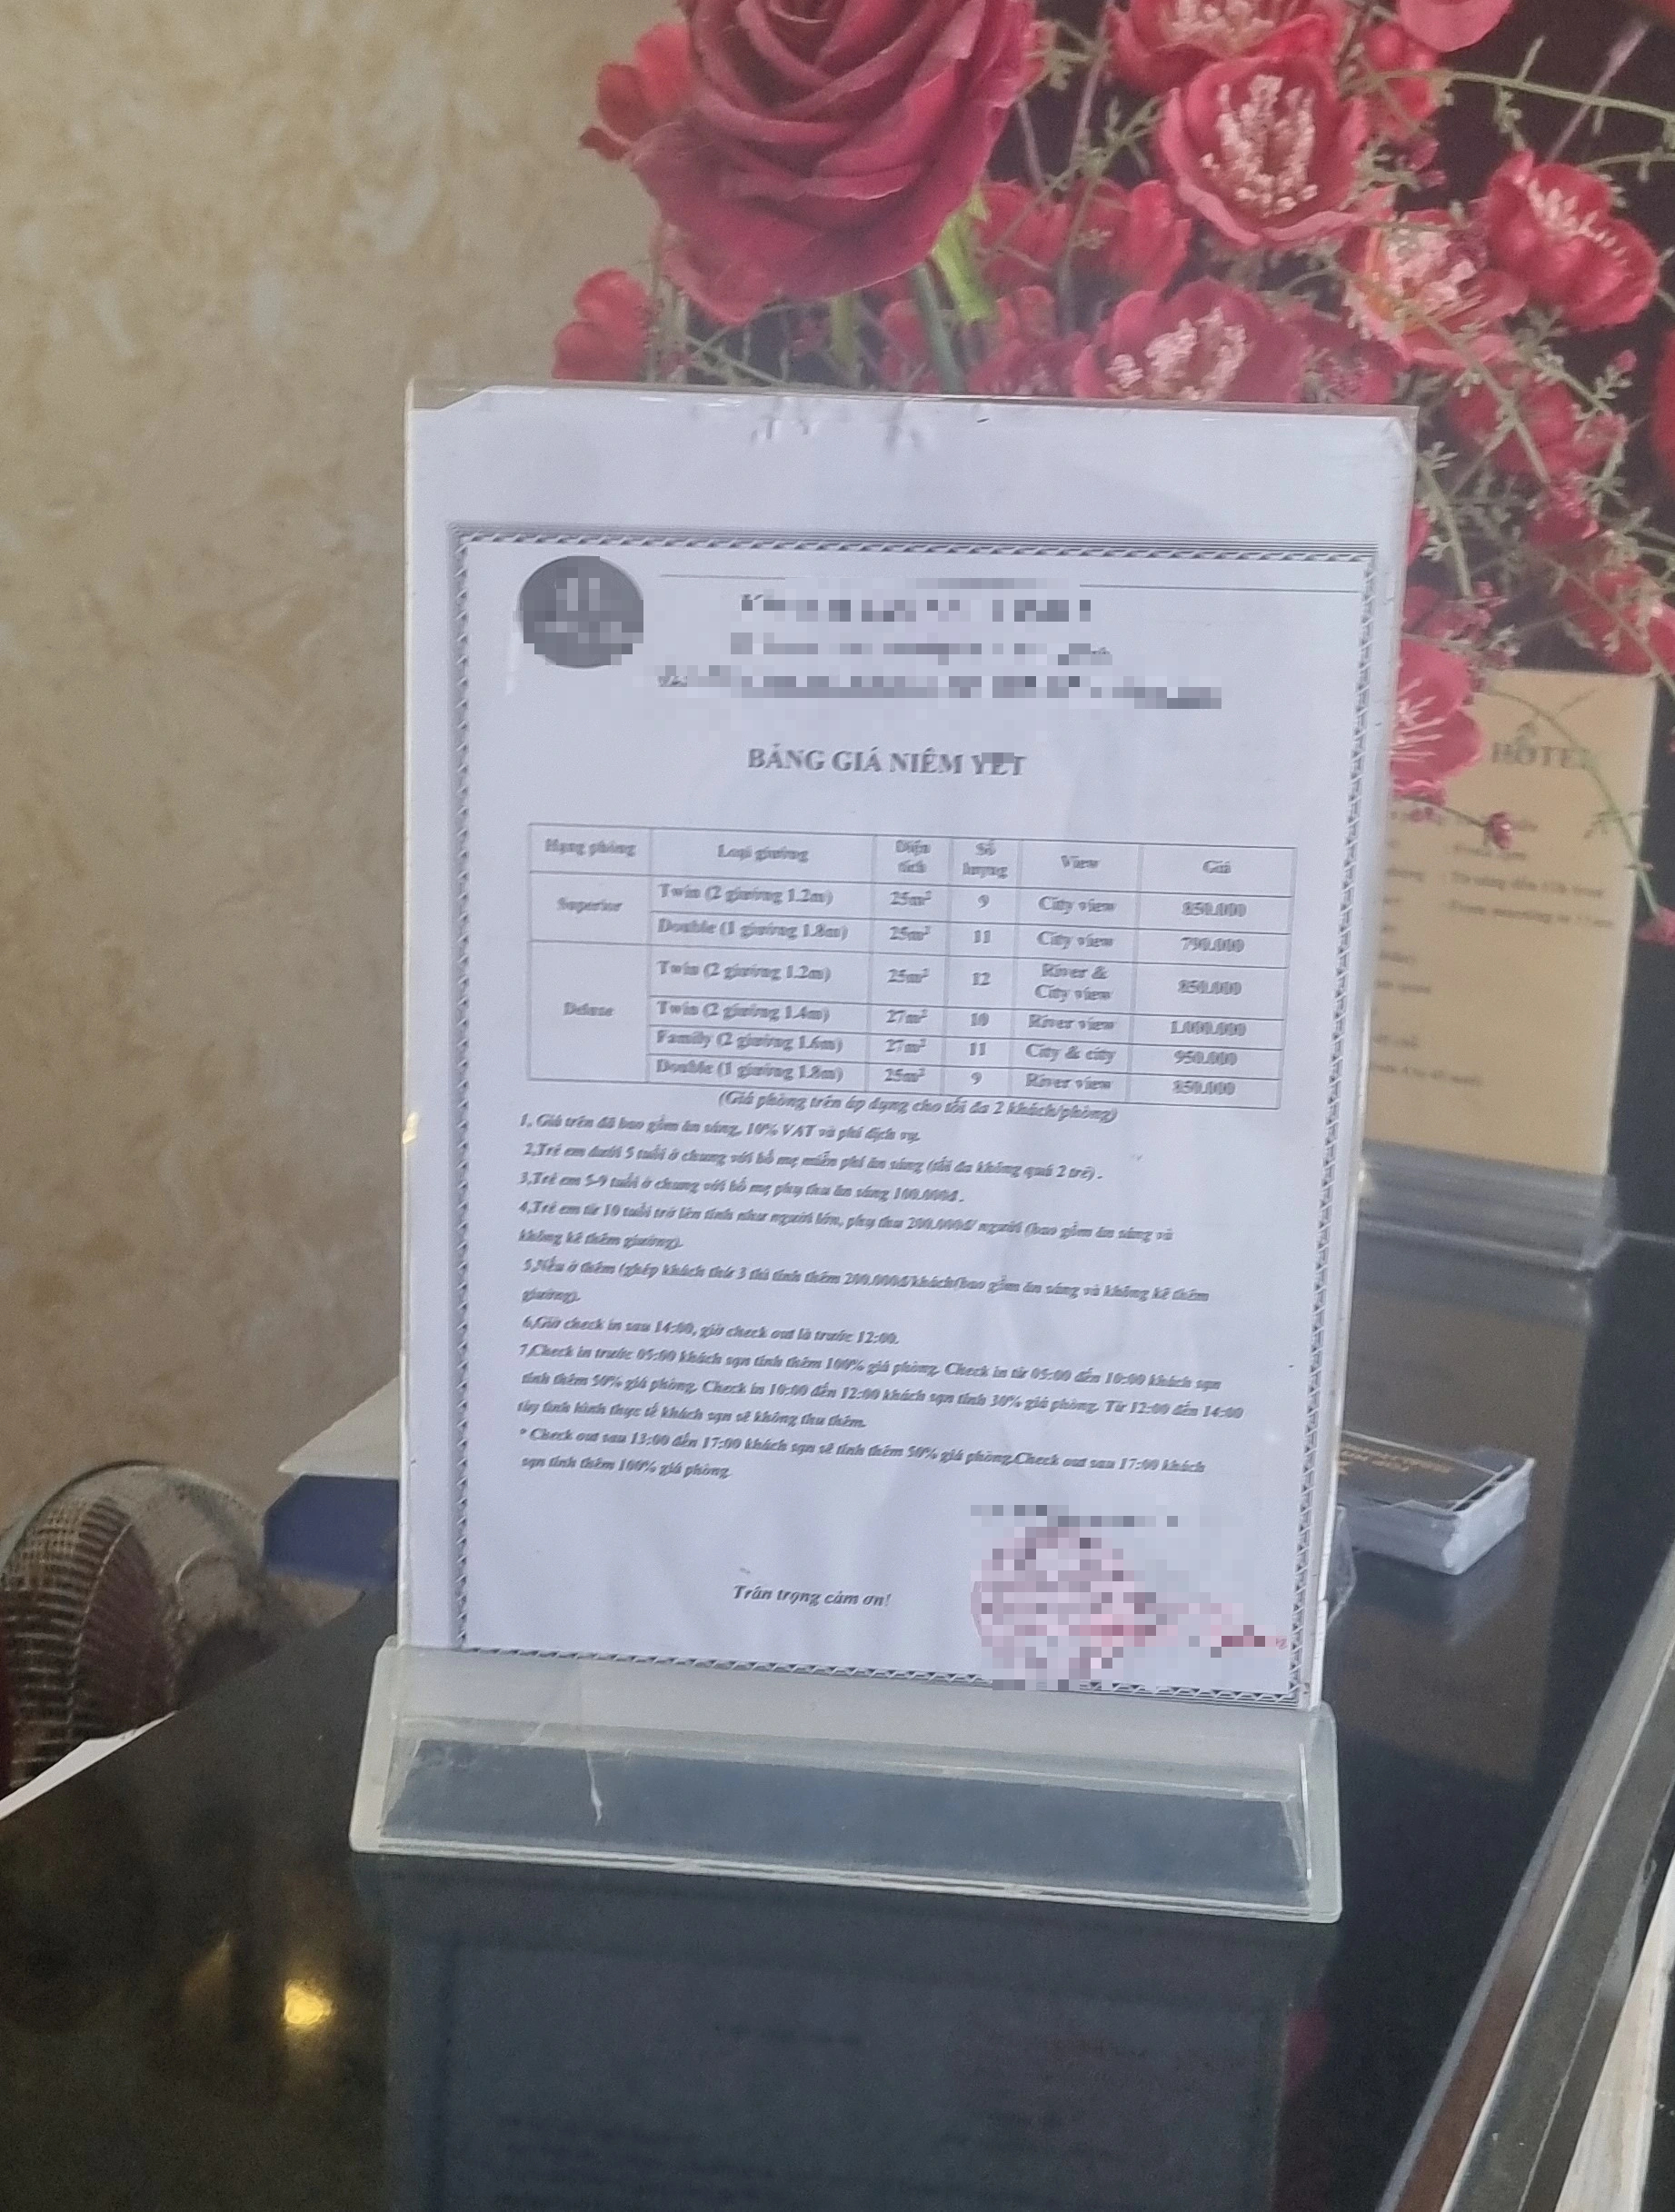 BẢNG GIÁ NIÊM YẾT
Hạng phòng Loại giường Diện tích Số lượng View Giá
Superior Twin (2 giường 1.2m) 25m² 9 City view 850.000
Double (1 giường 1.8m) 25m² 11 City view 790.000
Deluxe Twin (2 giường 1.2m) 25m² 12 River & City view 850.000
Twin (2 giường 1.4m) 27m² 10 River view 1.000.000
Family (2 giường 1.6m) 27m² 11 City & city 950.000
Double (1 giường 1.8m) 25m² 9 River view 850.000
(Giá phòng trên áp dụng cho tối đa 2 khách/phòng)
1, Giá trên đã bao gồm ăn sáng, 10% VAT và phí dịch vụ.
2,Trẻ em dưới 5 tuổi ở chung với bố mẹ miễn phí ăn sáng (tối đa không quá 2 trẻ) .
3,Trẻ em 5-9 tuổi ở chung với bố mẹ phụ thu ăn sáng 100.000đ .
4,Trẻ em từ 10 tuổi trở lên tính như người lớn, phụ thu 200.000đ/ người (bao gồm ăn sáng và
không kê thêm giường).
5,Nếu ở thêm (ghép khách thứ 3 thì tính thêm 200.000đ/khách(bao gồm ăn sáng và không kê thêm
giường).
6,Giờ check in sau 14:00, giờ check out là trước 12:00.
7,Check in trước 05:00 khách sạn tính thêm 100% giá phòng, Check in từ 05:00 đến 10:00 khách sạn
tính thêm 50% giá phòng, Check in 10:00 đến 12:00 khách sạn tính 30% giá phòng, Từ 12:00 đến 14:00
tùy tình hình thực tế khách sạn sẽ không thu thêm.
* Check out sau 13:00 đến 17:00 khách sạn sẽ tính thêm 50% giá phòng,Check out sau 17:00 khách
sạn tính thêm 100% giá phòng.
Trân trọng cảm ơn!
HOTEL